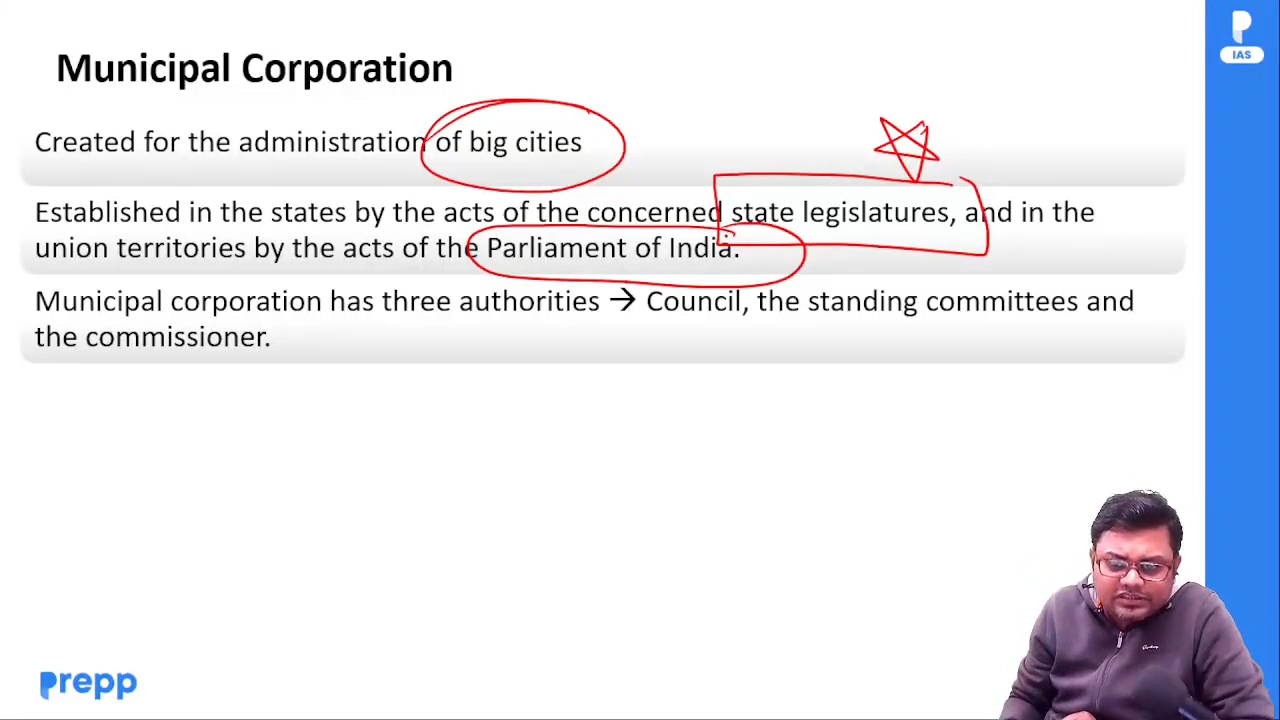 Municipal Corporation
IAS
Created for the administration of big cities
Established in the states by the acts of the concerned state legislatures, and in the
union territories by the acts of the Parliament of India.
Municipal corporation has three authorities → Council, the standing committees and
the commissioner.
prepp